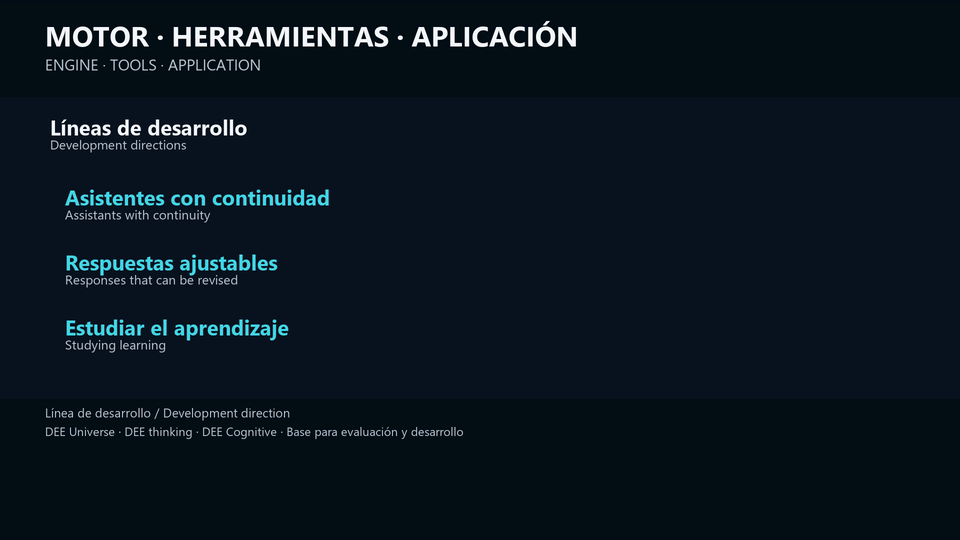 MOTOR · HERRAMIENTAS · APLICACIÓN
ENGINE · TOOLS · APPLICATION
Líneas de desarrollo
Development directions
Asistentes con continuidad
Assistants with continuity
Respuestas ajustables
Responses that can be revised
Estudiar el aprendizaje
Studying learning
Línea de desarrollo / Development direction
DEE Universe · DEE thinking · DEE Cognitive · Base para evaluación y desarrollo